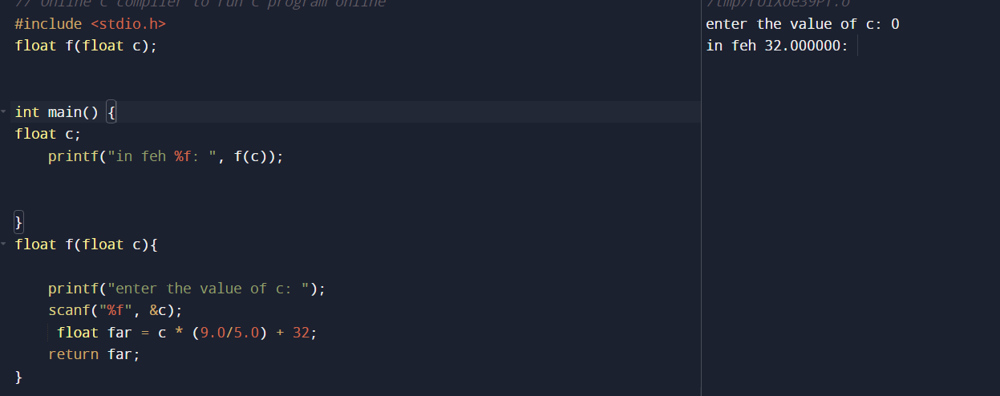 // Online C compiler to run C program online
#include <stdio.h>
float f(float c);
int main() {
float c;
printf("in feh %f: ", f(c));
}
float f(float c){
printf("enter the value of c: ");
scanf("%f", &c);
float far = c * (9.0/5.0) + 32;
return far;
}
enter the value of c: 0
in feh 32.000000: